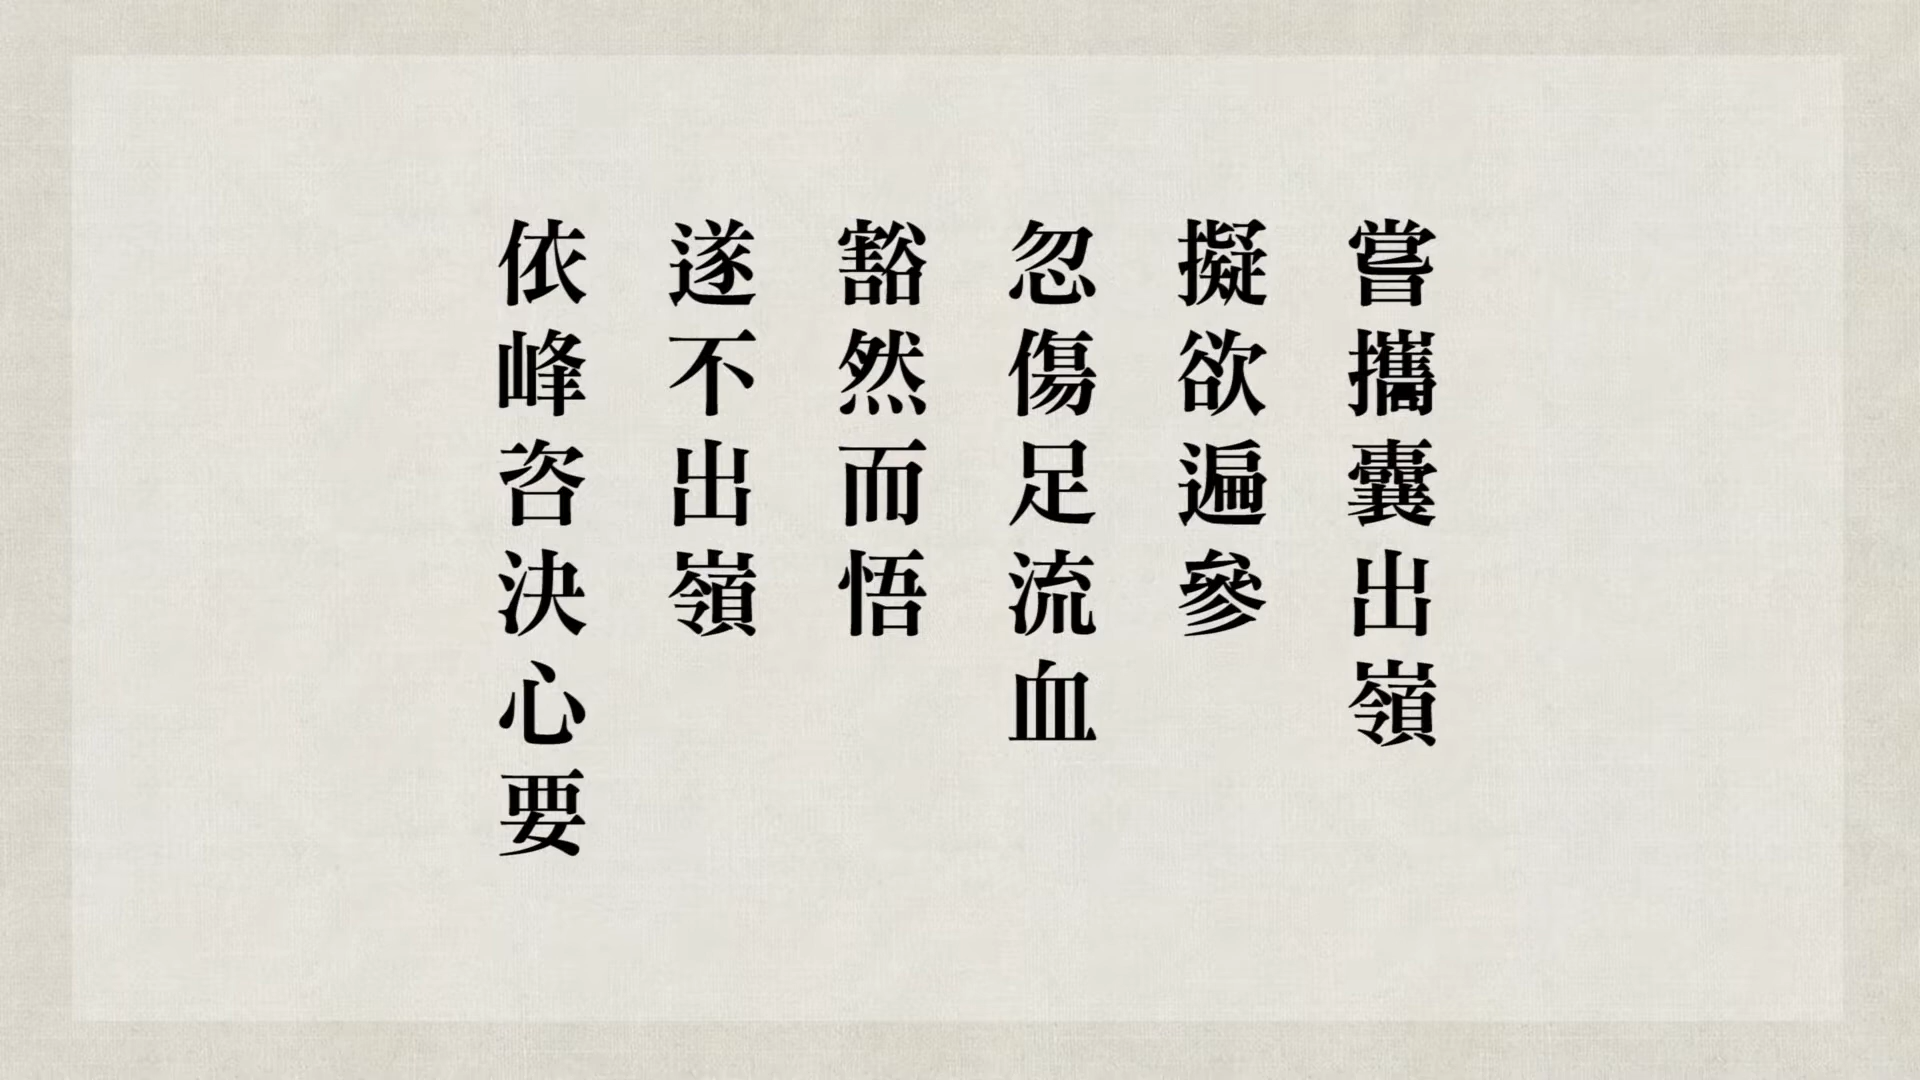 嘗攜囊出嶺
擬欲遍參
忽傷足流血
豁然而悟
遂不出嶺
依峰咨決心要